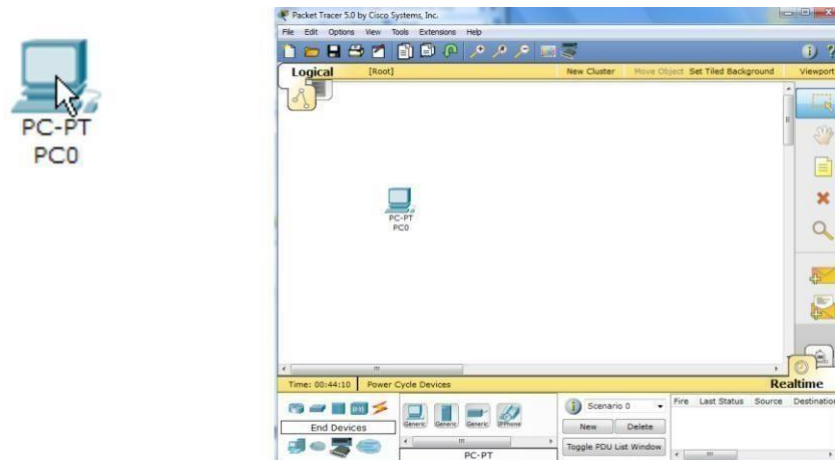 PC-PT
PC0
Packet Tracer 5.0 by Cisco Systems, Inc.
File Edit Options View Tools Extensions Help
Logical [Root] New Cluster Move Object Set Tiled Background Viewport
PC-PT
PC0
Time: 00:44:10 Power Cycle Devices Realtime
Scenario 0 Fire Last Status Source Destination
End Devices Generic Generic Generic IPPhone New Delete
Toggle PDU List Window
PC-PT